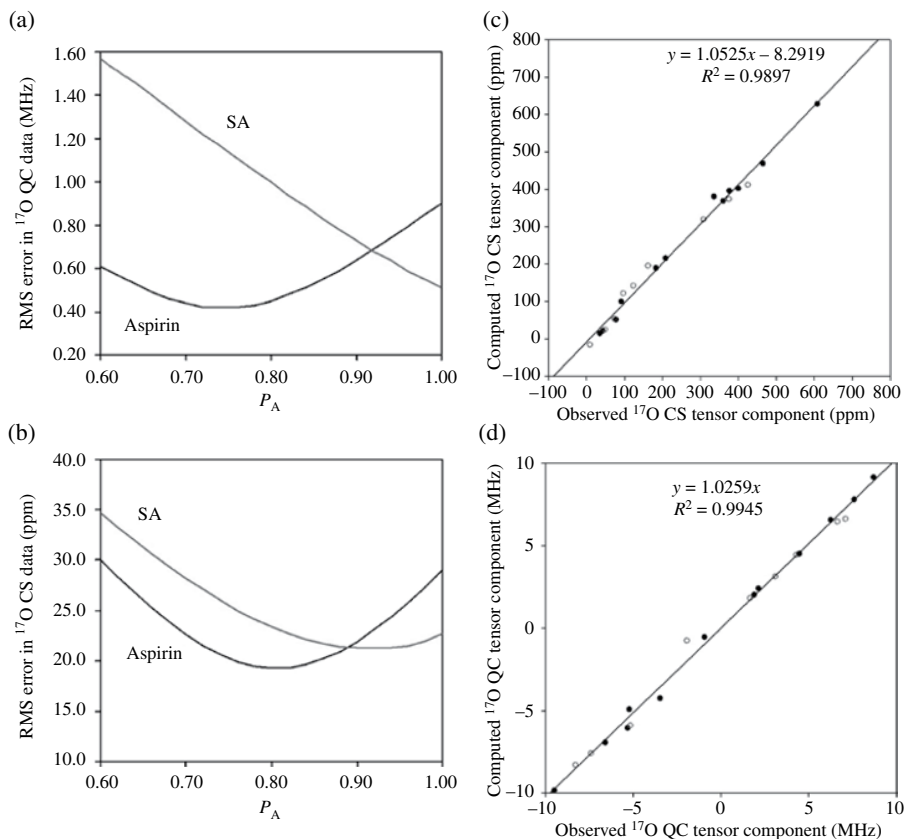 (a)
1.60
1.40
1.20
1.00
0.80
0.60
0.40
0.20
RMS error in ¹⁷O QC data (MHz)
SA
Aspirin
0.60 0.70 0.80 0.90 1.00
P_A
(b)
40.0
35.0
30.0
25.0
20.0
15.0
10.0
RMS error in ¹⁷O CS data (ppm)
SA
Aspirin
0.60 0.70 0.80 0.90 1.00
P_A
(c)
800
700
600
500
400
300
200
100
0
−100
Computed ¹⁷O CS tensor component (ppm)
y = 1.0525x – 8.2919
R² = 0.9897
−100 0 100 200 300 400 500 600 700 800
Observed ¹⁷O CS tensor component (ppm)
(d)
10
5
0
−5
−10
Computed ¹⁷O QC tensor component (MHz)
y = 1.0259x
R² = 0.9945
−10 −5 0 5 10
Observed ¹⁷O QC tensor component (MHz)